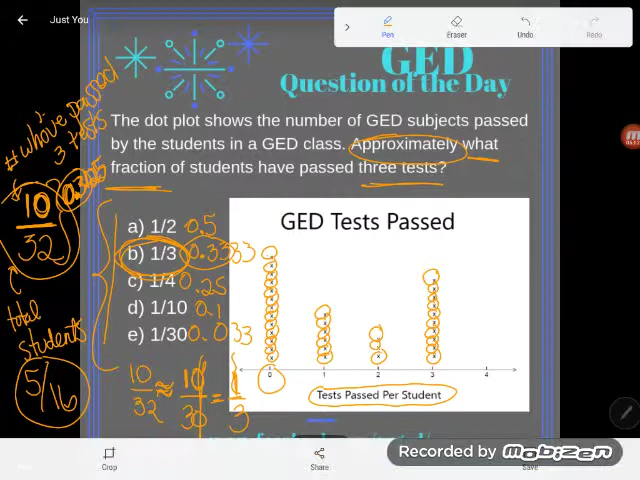 Just You
Pen
Eraser
Undo
Redo
GED
Question of the Day
The dot plot shows the number of GED subjects passed
by the students in a GED class. Approximately what
fraction of students have passed three tests?
# who've passed
3 tests
10
32
0.3125
total
students
5/16
a) 1/2 0.5
b) 1/3 0.3333
c) 1/4 0.25
d) 1/10 0.1
e) 1/30 0.033
10/32 ≈ 10/30 = 1/3
GED Tests Passed
0 1 2 3 4
Tests Passed Per Student
Recorded by Mobizen
Crop
Share
Save